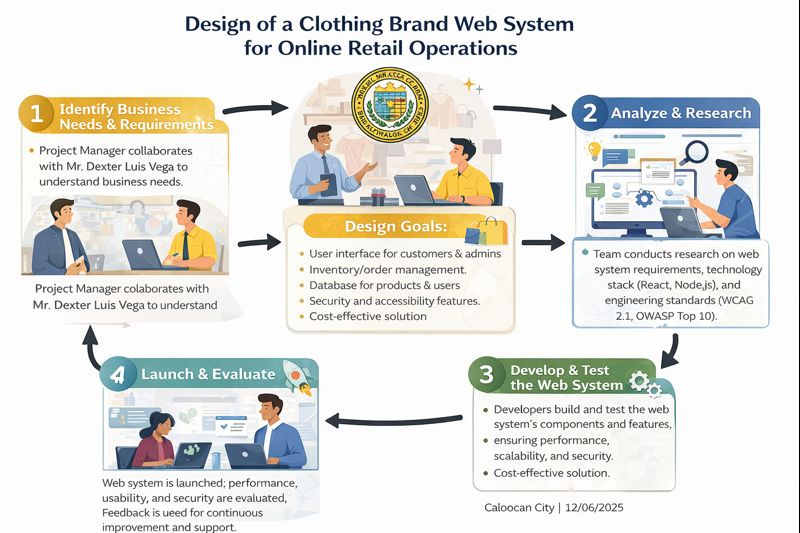 Design of a Clothing Brand Web System
for Online Retail Operations
1 Identify Business
Needs & Requirements
• Project Manager collaborates
with Mr. Dexter Luis Vega to
understand business needs.
Project Manager colaborates with
Mr. Dexter Luis Vega to understand
Design Goals:
• User interface for customers & admins
• Inventory/order management.
• Database for products & users
• Security and accessibility features.
• Cost-effective solution
2 Analyze & Research
• Team conducts research on web
system requirements, technology
stack (React, Node,js), and
engineering standards (WCAG
2.1, OWASP Top 10).
3 Develop & Test
the Web System
• Developers build and test the web
system's components and features,
• ensuring performance,
scalability, and security.
• Cost-effective solution.
4 Launch & Evaluate
Web system is launched; performance,
usability, and security are evaluated,
Feedback is used for continuous
improvement and support.
Caloocan City | 12/06/2025